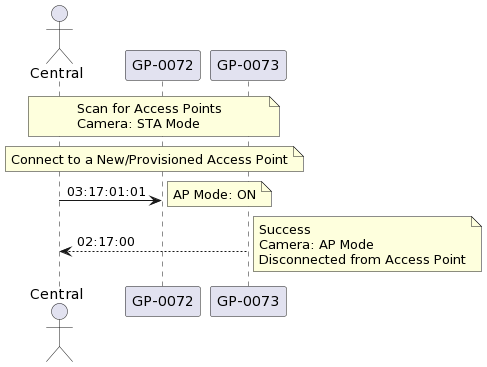 Central
GP-0072
GP-0073
Scan for Access Points
Camera: STA Mode
Connect to a New/Provisioned Access Point
03:17:01:01
AP Mode: ON
Success
02:17:00
Camera: AP Mode
Disconnected from Access Point
Central
GP-0072
GP-0073